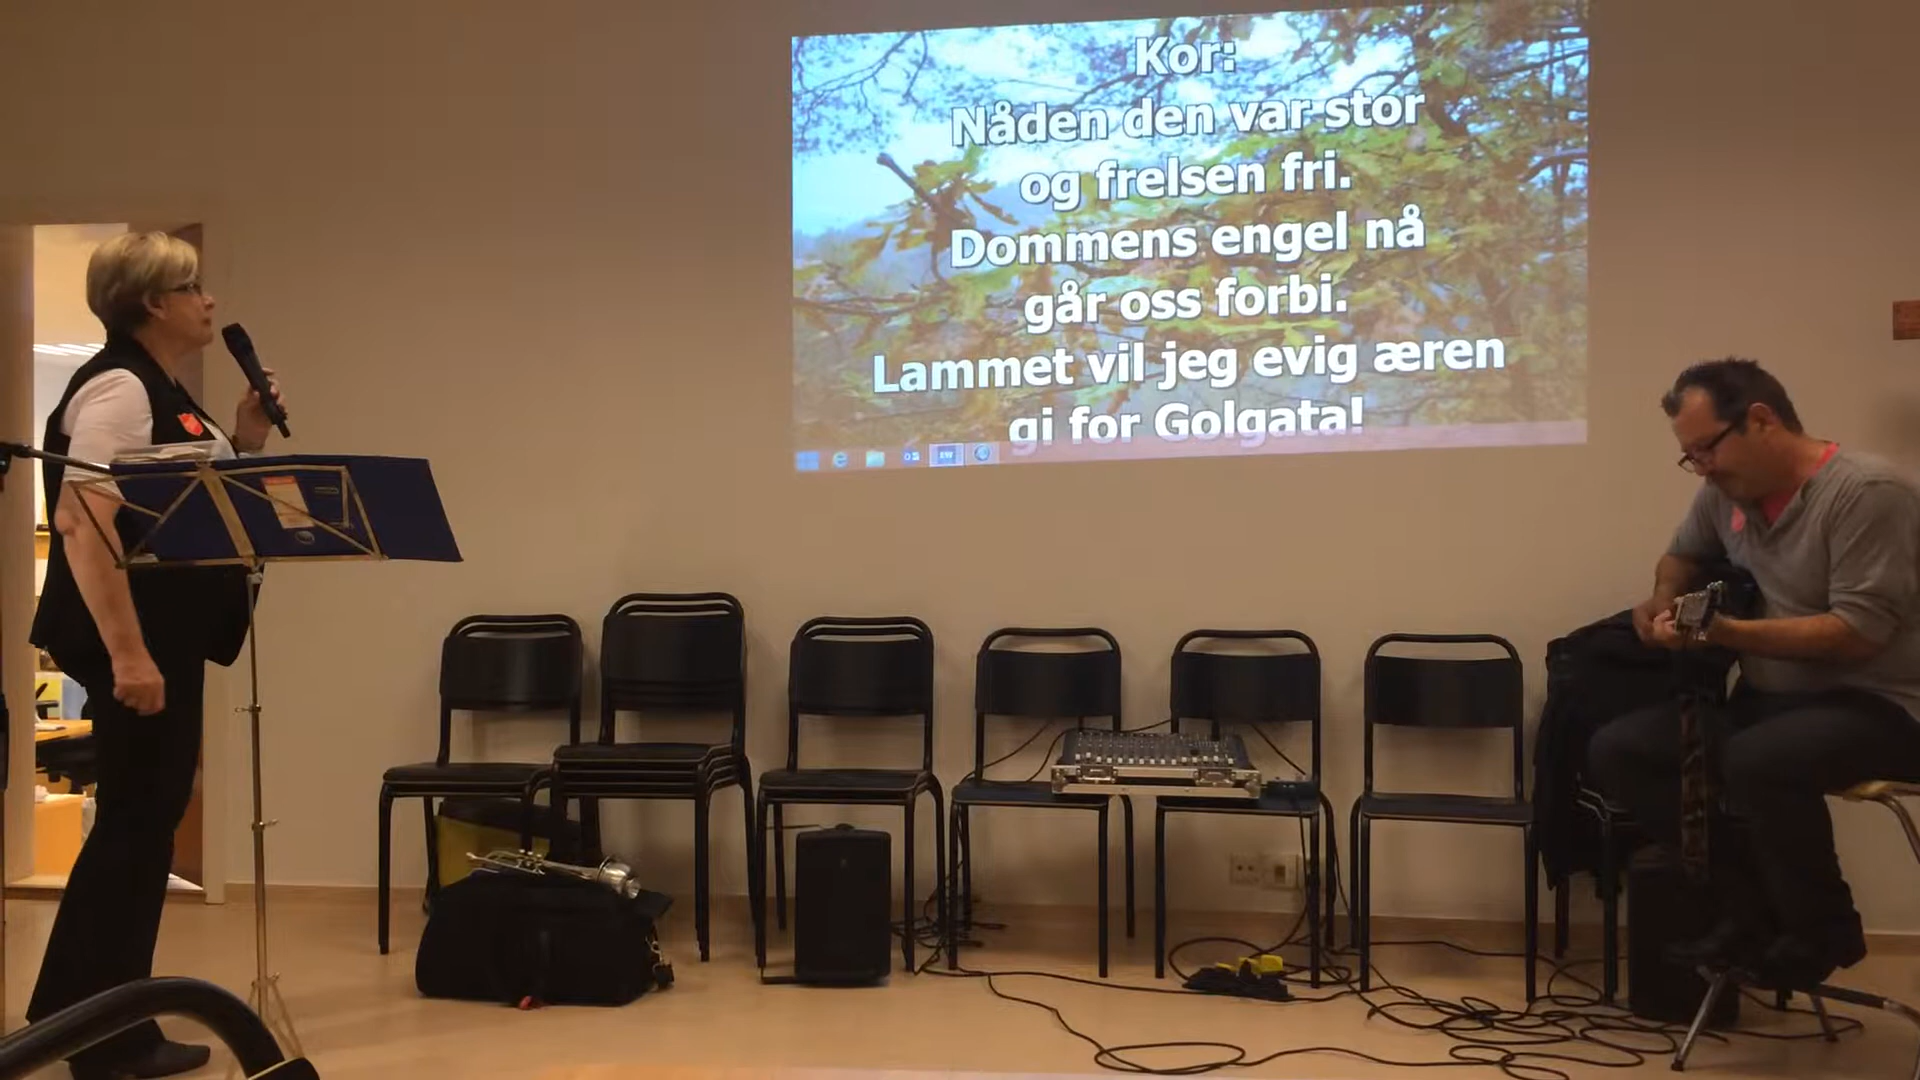 Kor:
Nåden den var stor
og frelsen fri.
Dommens engel nå
går oss forbi.
Lammet vil jeg evig æren
gi for Golgata!